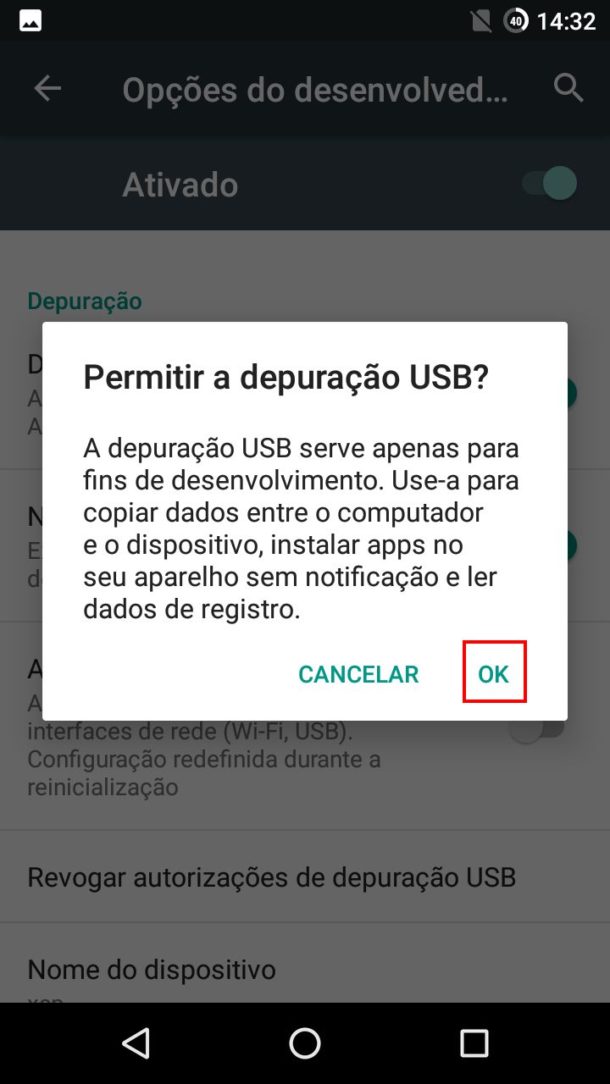 40 14:32
Opções do desenvolved...
Ativado
Depuração
D
A
A
Permitir a depuração USB?
A depuração USB serve apenas para
fins de desenvolvimento. Use-a para
copiar dados entre o computador
e o dispositivo, instalar apps no
seu aparelho sem notificação e ler
dados de registro.
CANCELAR OK
N
E
d
A
A
interfaces de rede (Wi-Fi, USB).
Configuração redefinida durante a
reinicialização
Revogar autorizações de depuração USB
Nome do dispositivo